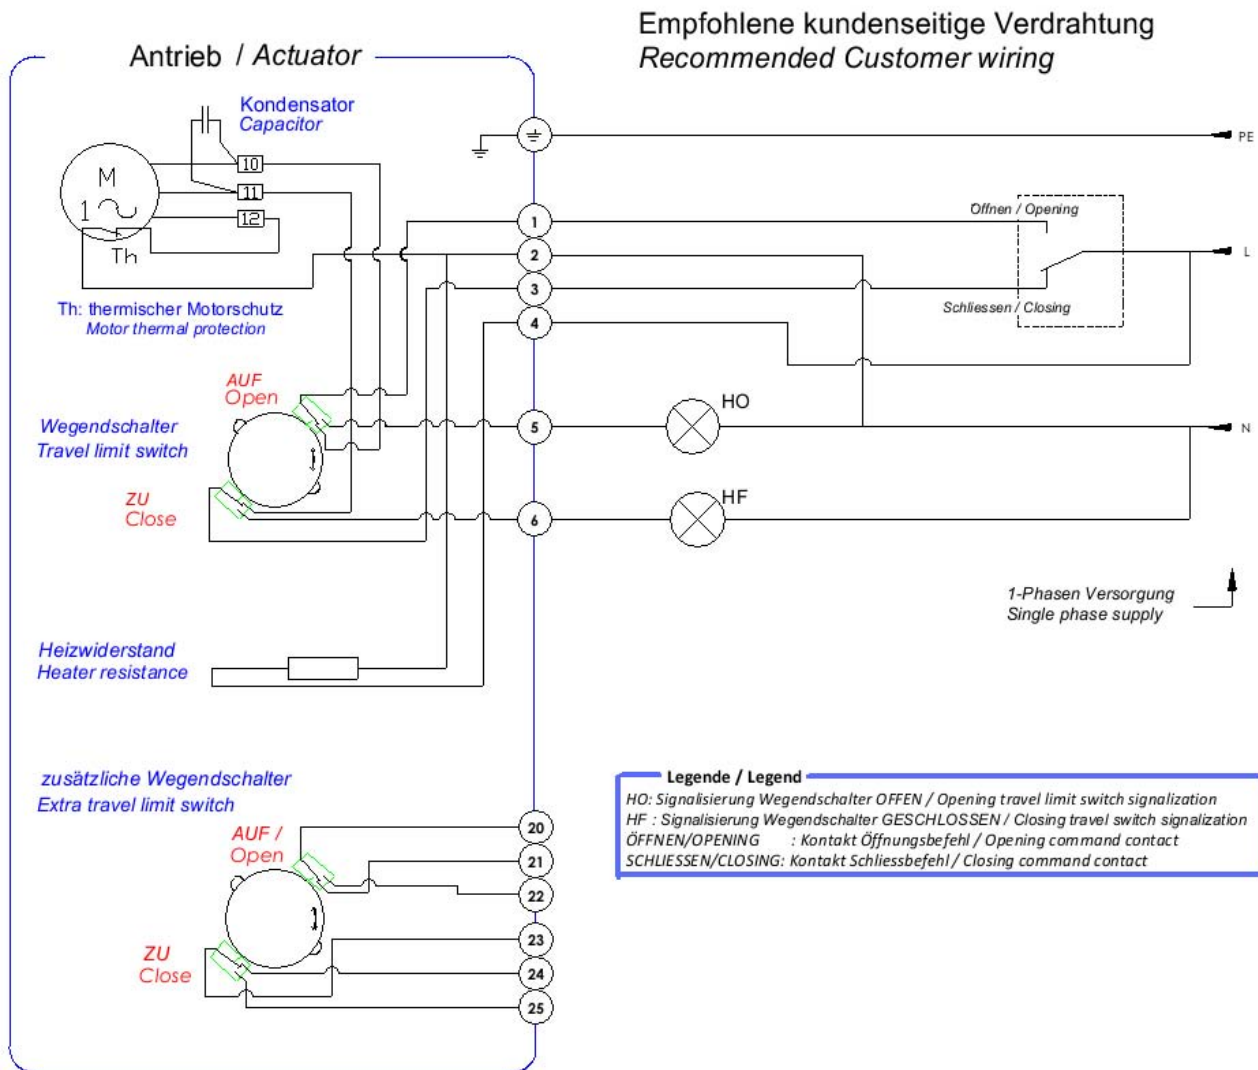 Empfohlene kundenseitige Verdrahtung
Recommended Customer wiring
Antrieb / Actuator
Kondensator
Capacitor
PE
10
M
11
1
12
Th
1
Öffnen / Opening
2
L
3
Schliessen / Closing
4
Th: thermischer Motorschutz
Motor thermal protection
AUF
Open
HO
Wegendschalter
Travel limit switch
5
N
ZU
Close
HF
6
1-Phasen Versorgung
Single phase supply
Heizwiderstand
Heater resistance
zusätzliche Wegendschalter
Extra travel limit switch
Legende / Legend
HO: Signalisierung Wegendschalter OFFEN / Opening travel limit switch signalization
HF : Signalisierung Wegendschalter GESCHLOSSEN / Closing travel switch signalization
ÖFFNEN/OPENING : Kontakt Öffnungsbefehl / Opening command contact
SCHLIESSEN/CLOSING: Kontakt Schliessbefehl / Closing command contact
AUF /
Open
20
21
22
23
ZU
Close
24
25